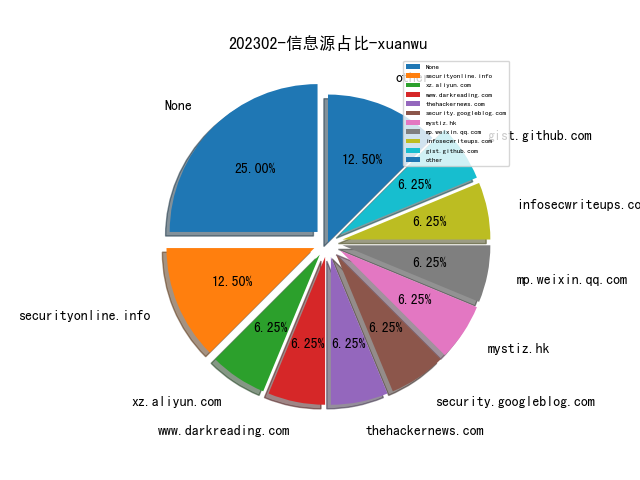 202302-信息源占比-xuanwu
None
25.00%
securityonline.info
12.50%
xz.aliyun.com
6.25%
www.darkreading.com
6.25%
thehackernews.com
6.25%
security.googleblog.com
6.25%
mystiz.hk
6.25%
mp.weixin.qq.com
6.25%
infosecwriteups.co
6.25%
gist.github.com
6.25%
other
12.50%
None
securityonline.info
xz.aliyun.com
www.darkreading.com
thehackernews.com
security.googleblog.com
mystiz.hk
mp.weixin.qq.com
infosecwriteups.com
gist.github.com
other